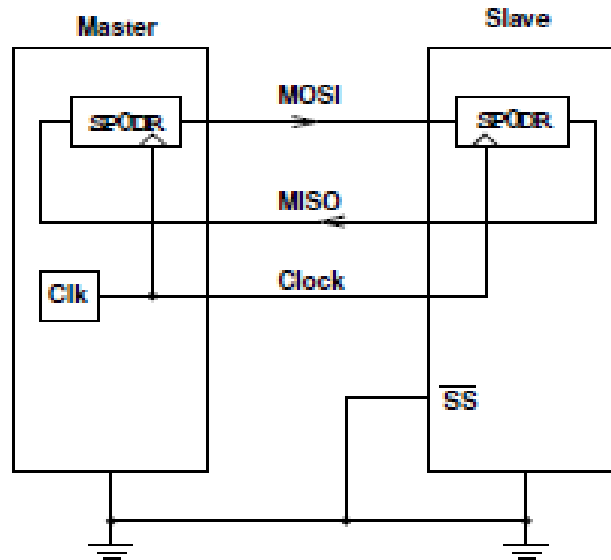 Master
Slave
MOSI
SP0DR
SP0DR
MISO
Clk
Clock
SS